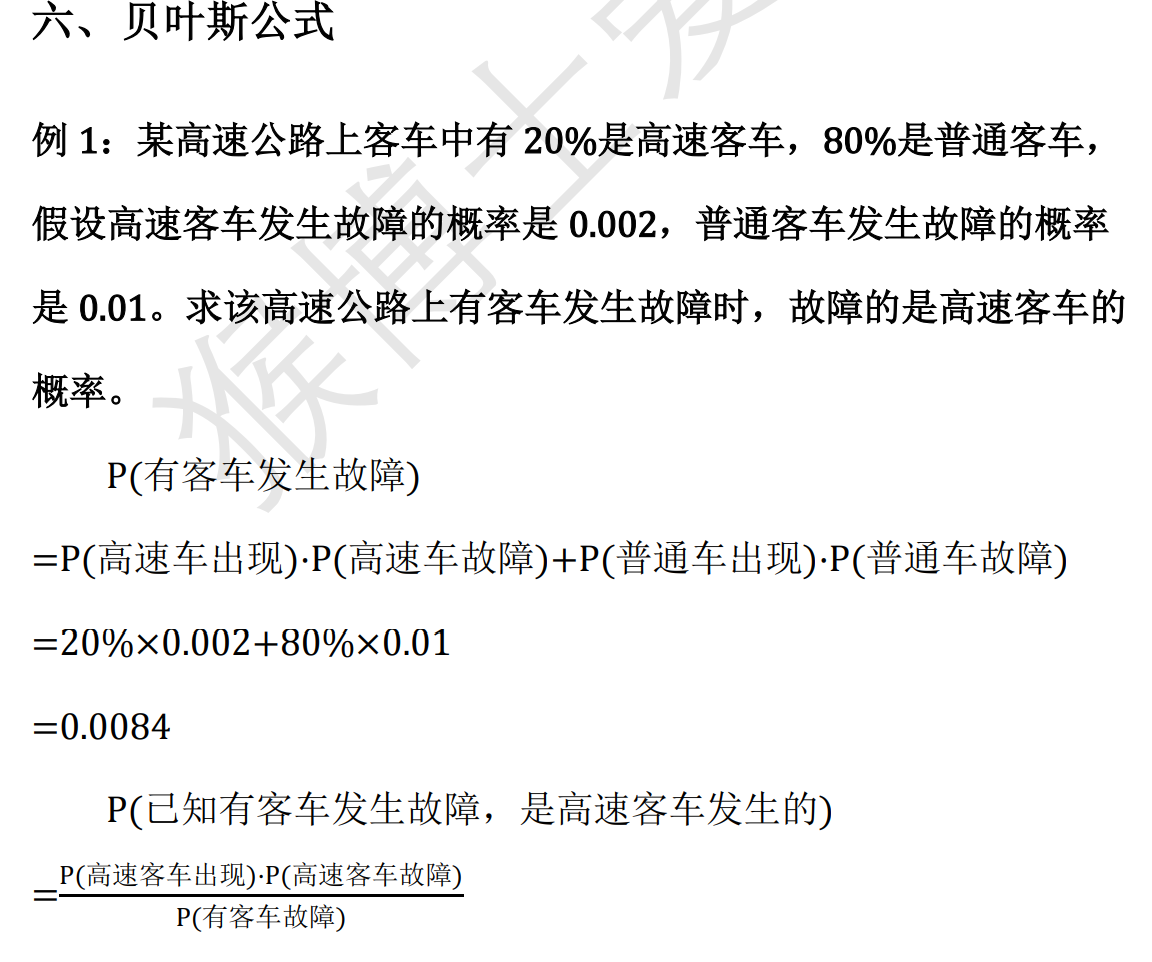 六、贝叶斯公式
例 1：某高速公路上客车中有 20%是高速客车，80%是普通客车，
假设高速客车发生故障的概率是 0.002，普通客车发生故障的概率
是 0.01。求该高速公路上有客车发生故障时，故障的是高速客车的
概率。
P(有客车发生故障)
=P(高速车出现)·P(高速车故障)+P(普通车出现)·P(普通车故障)
=20%×0.002+80%×0.01
=0.0084
P(已知有客车发生故障，是高速客车发生的)
=P(高速客车出现)·P(高速客车故障)
P(有客车故障)
猴博士